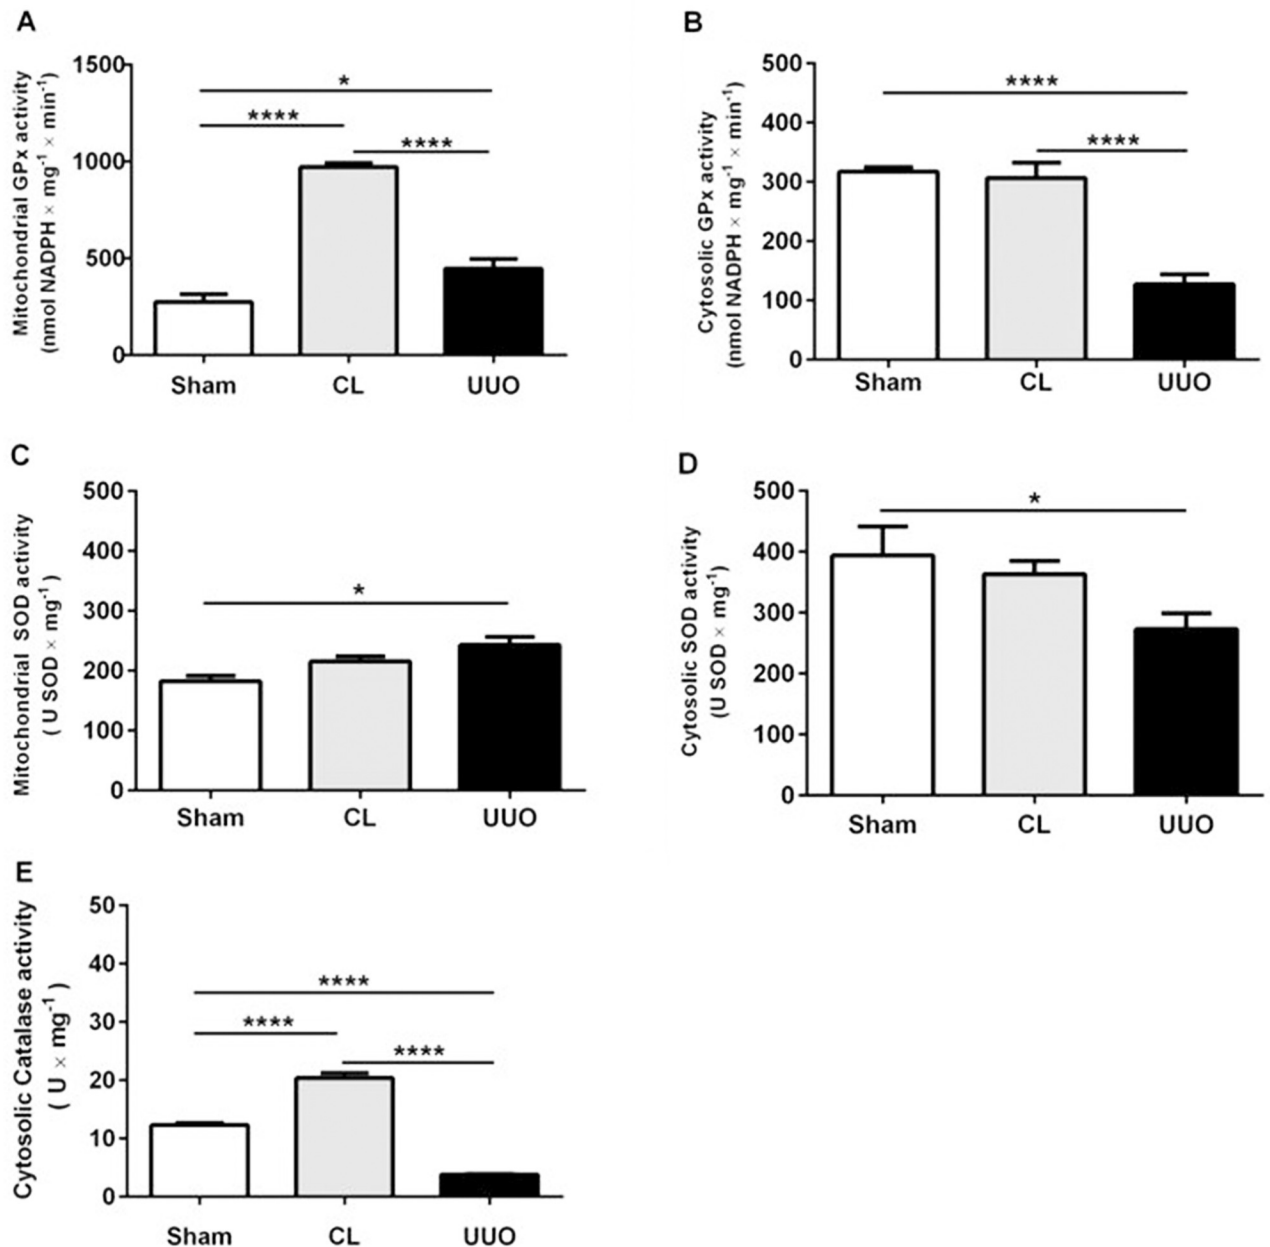 A
Mitochondrial GPx activity
(nmol NADPH × mg⁻¹ × min⁻¹)
1500
1000
500
0
*
****
****
Sham CL UUO
B
Cytosolic GPx activity
(nmol NADPH × mg⁻¹ × min⁻¹)
500
400
300
200
100
0
****
****
Sham CL UUO
C
Mitochondrial SOD activity
( U SOD × mg⁻¹ )
500
400
300
200
100
0
*
Sham CL UUO
D
Cytosolic SOD activity
(U SOD × mg⁻¹)
500
400
300
200
100
0
*
Sham CL UUO
E
Cytosolic Catalase activity
( U × mg⁻¹ )
50
40
30
20
10
0
****
****
****
Sham CL UUO